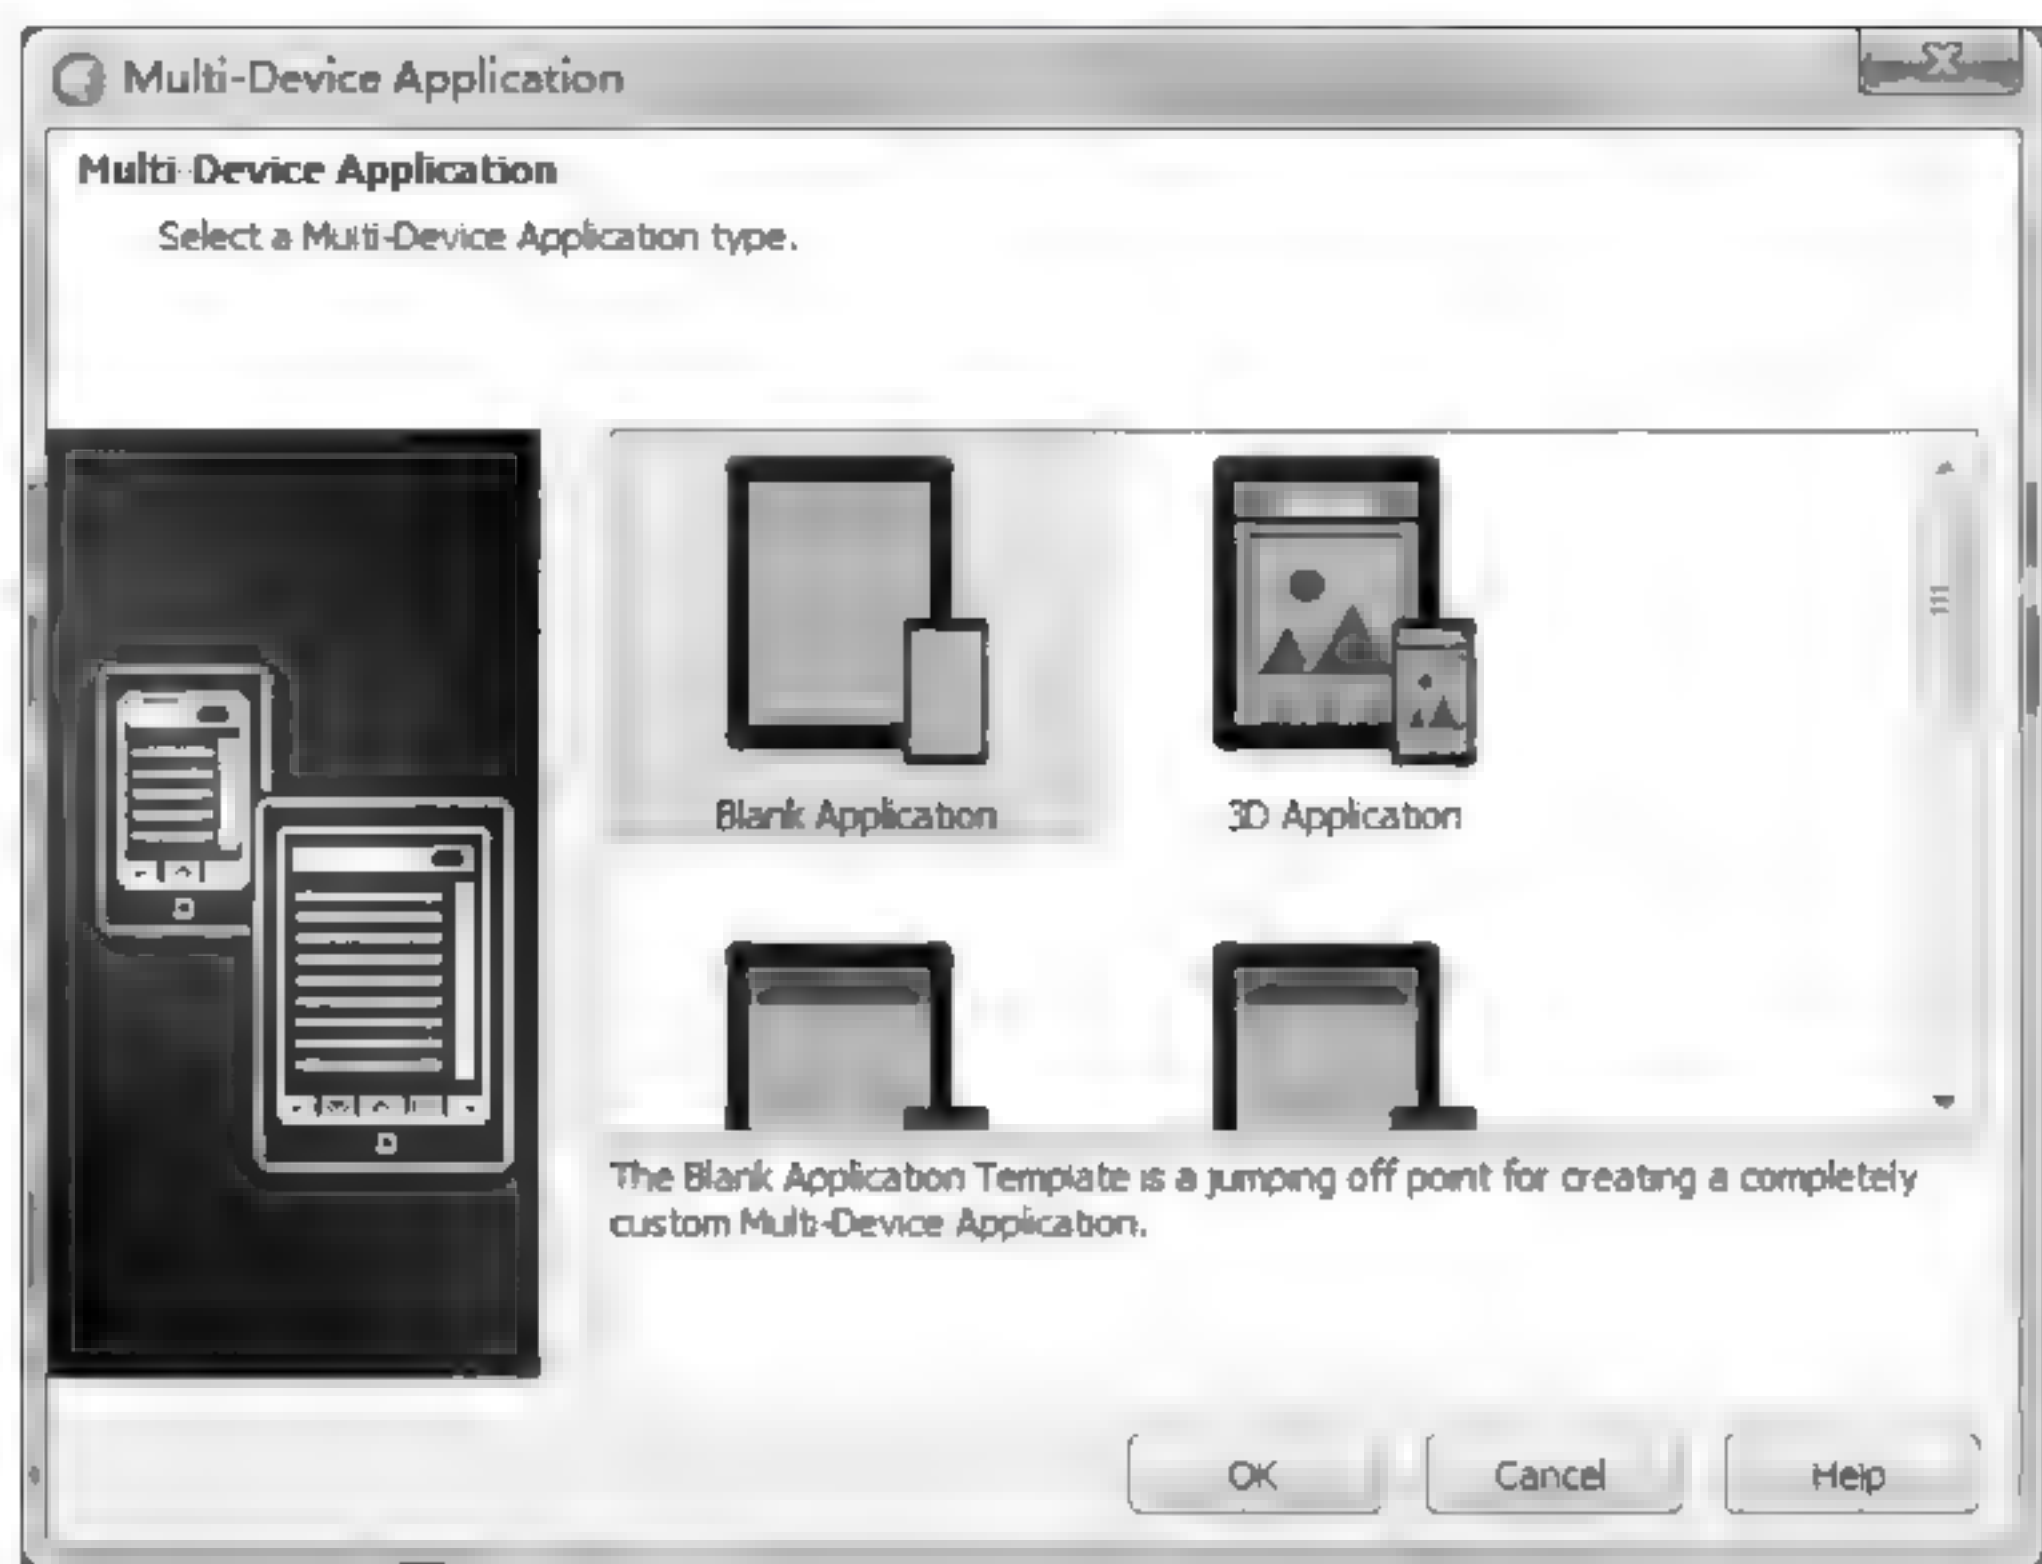 Multi-Device Application
Multi-Device Application
Select a Multi-Device Application type.
Blank Application
3D Application
The Blank Application Template is a jumping off point for creating a completely
custom Multi-Device Application.
OK
Cancel
Help